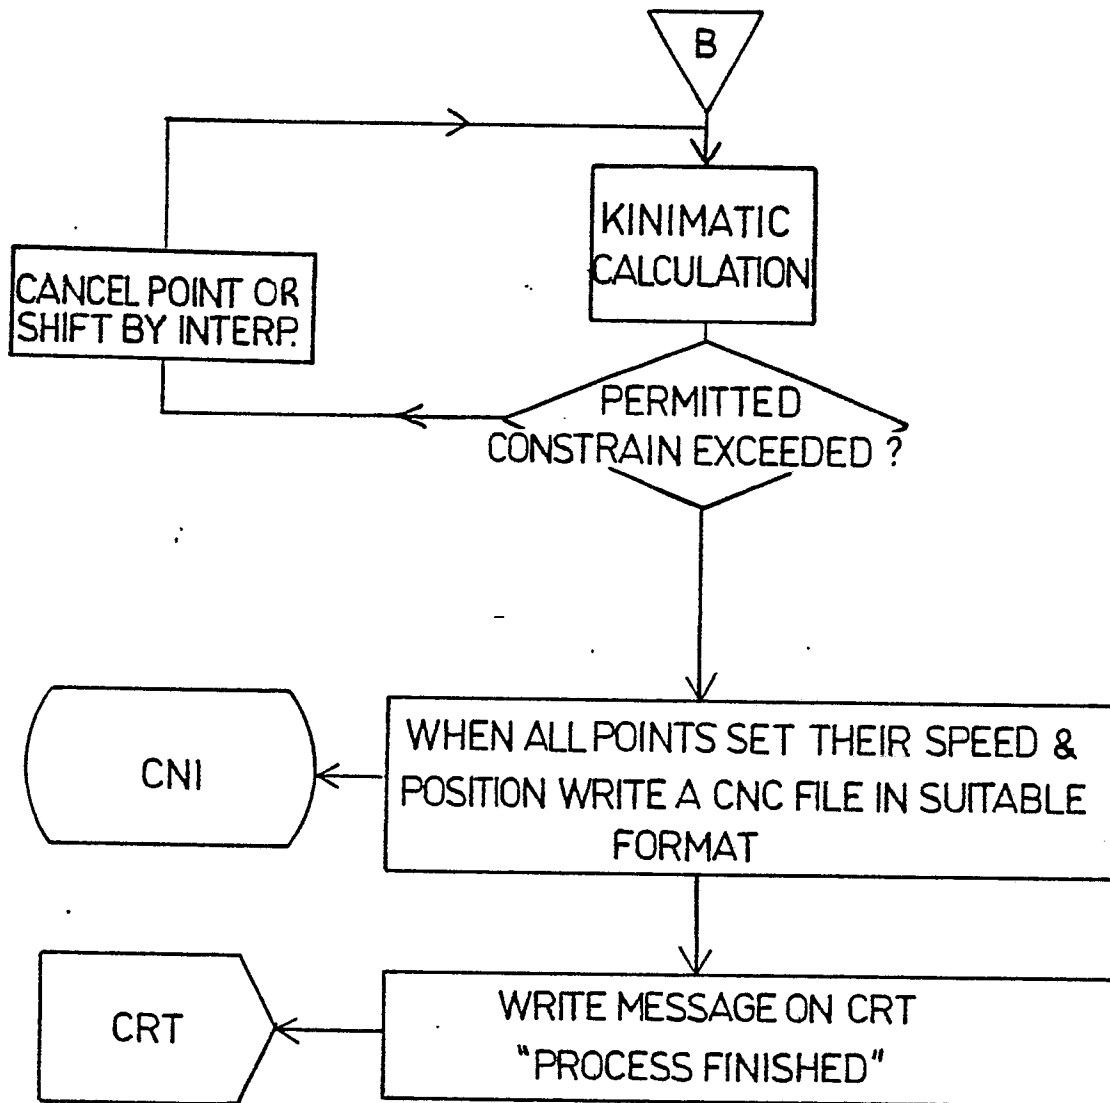 B
KINIMATIC
CALCULATION
CANCEL POINT OR
SHIFT BY INTERP.
PERMITTED
CONSTRAIN EXCEEDED ?
WHEN ALL POINTS SET THEIR SPEED &
POSITION WRITE A CNC FILE IN SUITABLE
FORMAT
CNI
WRITE MESSAGE ON CRT
"PROCESS FINISHED"
CRT